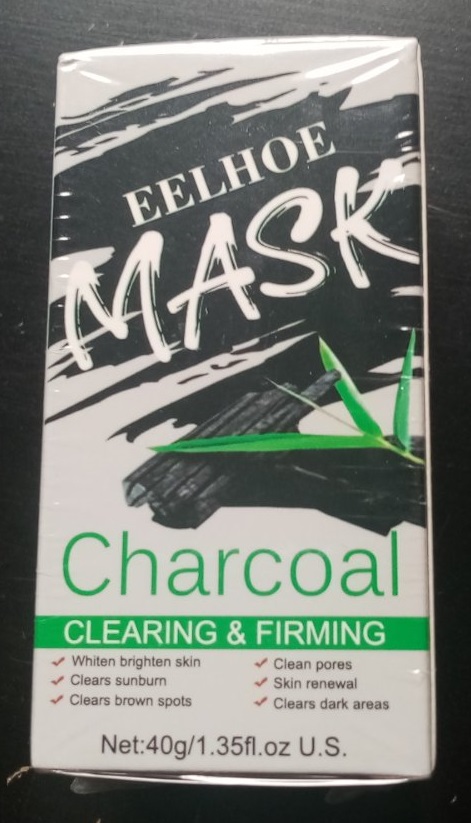 EELHOE
MASK
Charcoal
CLEARING & FIRMING
Whiten brighten skin
Clears sunburn
Clears brown spots
Clean pores
Skin renewal
Clears dark areas
Net:40g/1.35fl.oz U.S.